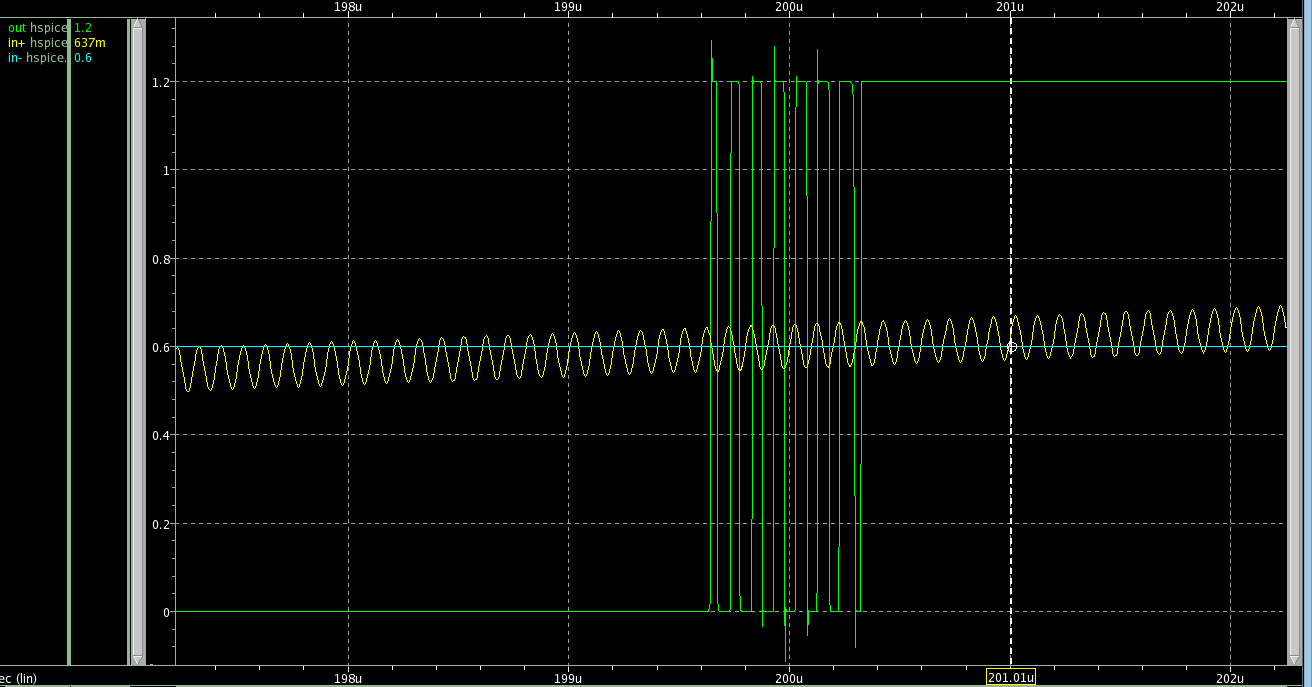 198u 199u 200u 201u 202u
out hspice 1.2
in+ hspice 637m
in- hspice. 0.6
1.2
1
0.8
0.6
0.4
0.2
0
ec (lin) 198u 199u 200u 201.01u 202u